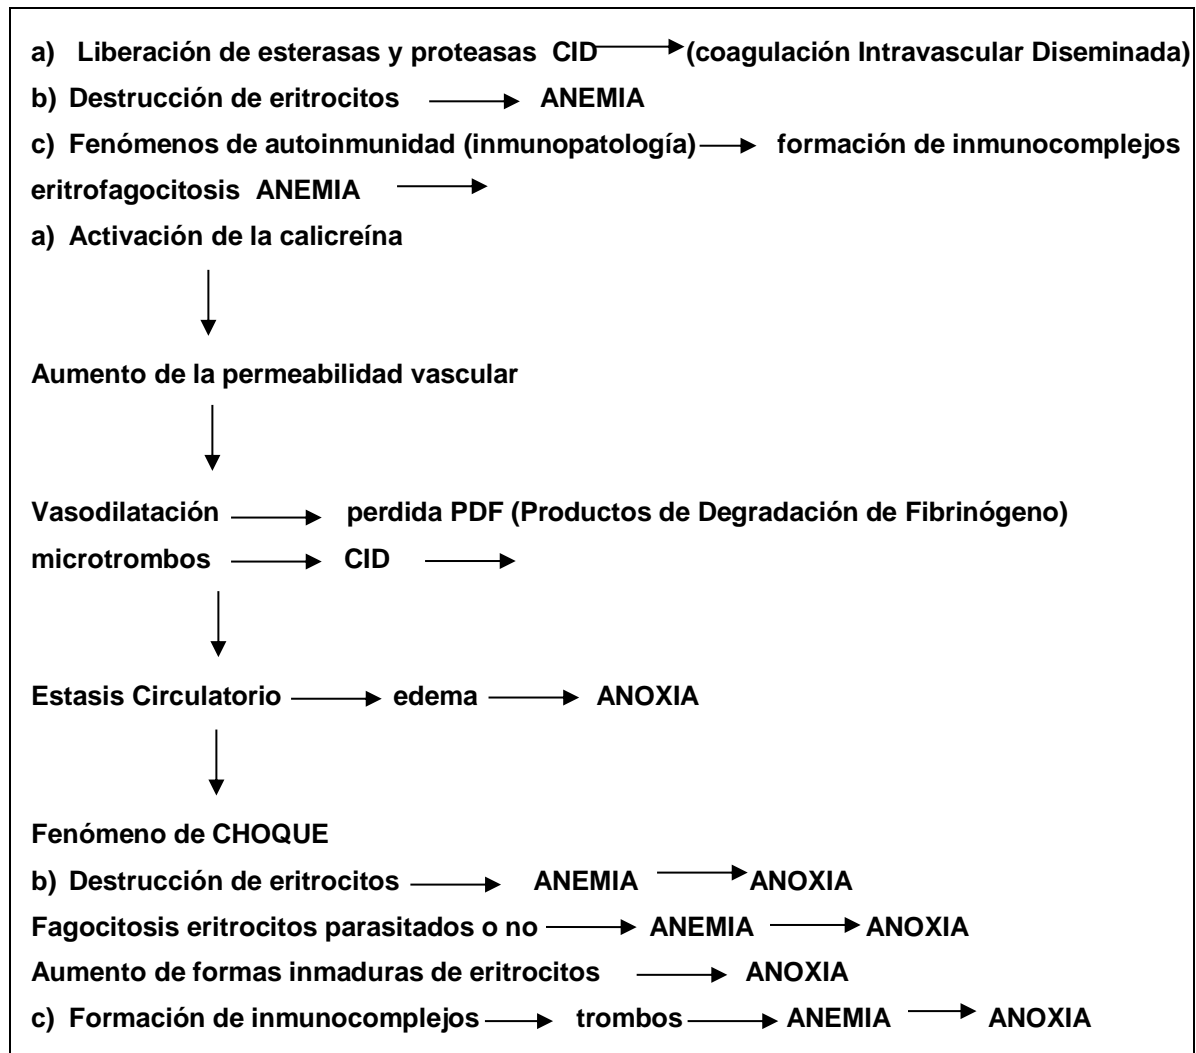 a) Liberación de esterasas y proteasas CID (coagulación Intravascular Diseminada)
b) Destrucción de eritrocitos ANEMIA
c) Fenómenos de autoinmunidad (inmunopatología) formación de inmunocomplejos
eritrofagocitosis ANEMIA
a) Activación de la calicreína
Aumento de la permeabilidad vascular
Vasodilatación perdida PDF (Productos de Degradación de Fibrinógeno)
microtrombos CID
Estasis Circulatorio edema ANOXIA
Fenómeno de CHOQUE
b) Destrucción de eritrocitos ANEMIA ANOXIA
Fagocitosis eritrocitos parasitados o no ANEMIA ANOXIA
Aumento de formas inmaduras de eritrocitos ANOXIA
c) Formación de inmunocomplejos trombos ANEMIA ANOXIA